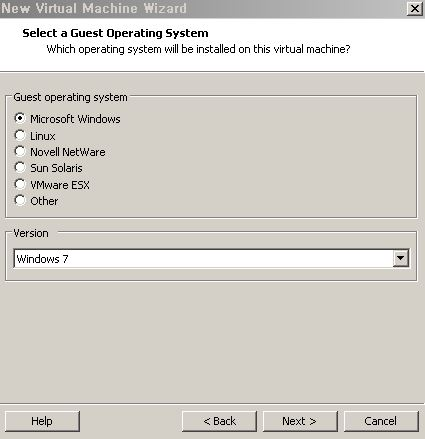 New Virtual Machine Wizard
Select a Guest Operating System
Which operating system will be installed on this virtual machine?
Guest operating system
Microsoft Windows
Linux
Novell NetWare
Sun Solaris
VMware ESX
Other
Version
Windows 7
Help
< Back
Next >
Cancel